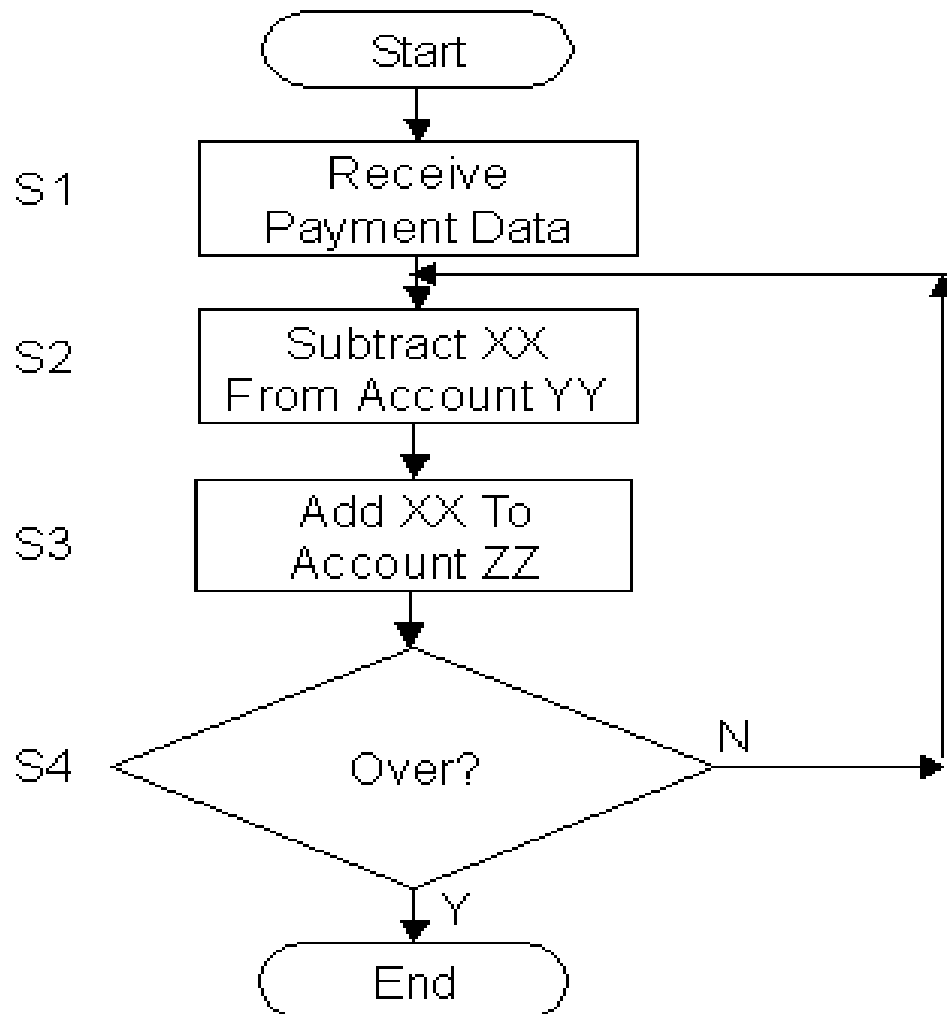 Start
S1
Receive
Payment Data
S2
Subtract XX
From Account YY
S3
Add XX To
Account ZZ
S4
Over?
N
Y
End